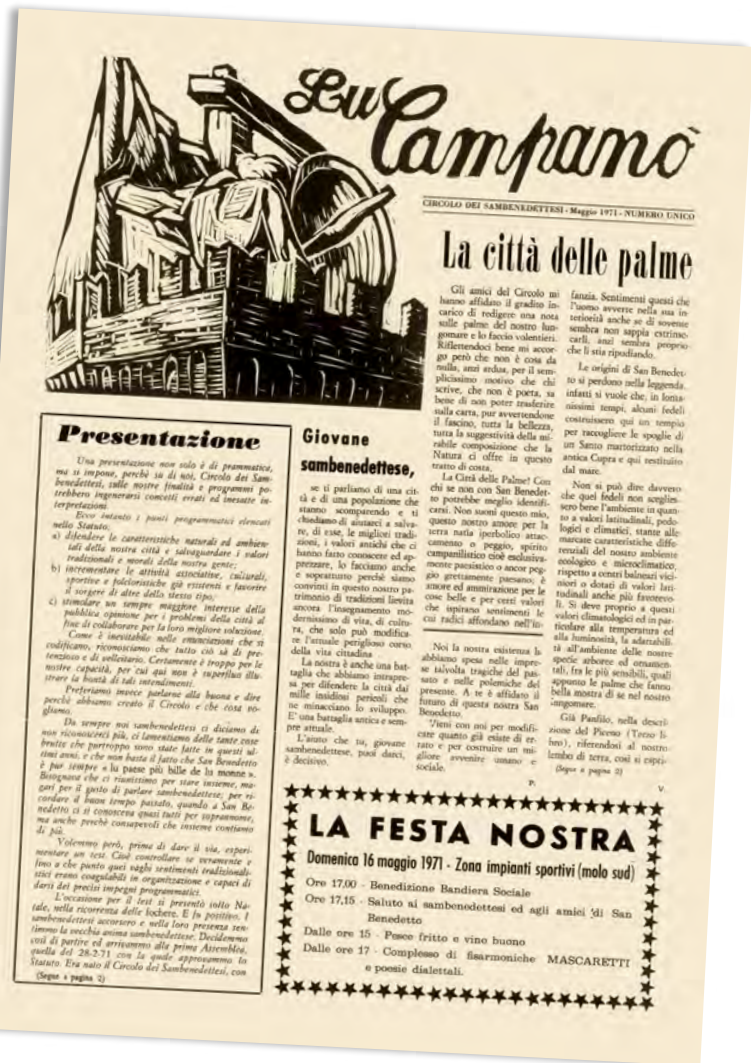 Lu Campanò
CIRCOLO DEI SAMBENEDETTESI - Maggio 1971 - NUMERO UNICO
La città delle palme
Gli amici del Circolo mi
hanno affidato il gradito in-
carico di redigere una nota
sulle palme del nostro lun-
gomare e lo faccio volentieri.
Riflettendoci bene mi accor-
go però che non è cosa da
nulla, anzi ardua, per il sem-
plicissimo motivo che chi
scrive, che non è poeta, sa
bene di non poter trasferire
sulla carta, pur avvertendone
il fascino, tutta la bellezza,
tutta la suggestività della mi-
rabile composizione che la
Natura ci offre in questo
tratto di costa.
La Città delle Palme! Con
chi se non con San Benedet-
to potrebbe meglio identifi-
carsi. Non suoni questo mio,
questo nostro amore per la
terra natia iperbolico attac-
camento o peggio, spirito
campanilistico cioè esclusiva-
mente paesistico o ancor peg-
gio grettamente paesano; è
amore ed ammirazione per le
cose belle e per certi valori
che ispirano sentimenti le
cui radici affondano nell'in-
fanzia. Sentimenti questi che
l'uomo avverte nella sua in-
teriorità anche se di sovente
sembra non sappia estrinse-
carli, anzi sembra proprio
che li stia ripudiando.
Le origini di San Benedet-
to si perdono nella leggenda,
infatti si vuole che, in lonta-
nissimi tempi, alcuni fedeli
costruissero qui un tempio
per raccogliere le spoglie di
un Santo martorizzato nella
antica Cupra e qui restituito
dal mare.
Non si può dire davvero
che quei fedeli non sceglies-
sero bene l'ambiente in quan-
to a valori latitudinali, pedo-
logici e climatici, stante alle
marcate caratteristiche diffe-
renziali del nostro ambiente
ecologico e microclimatico,
rispetto a centri balneari vici-
niori o dotati di valori lati-
tudinali anche più favorevo-
li. Si deve proprio a questi
valori climatologici ed in par-
ticolare alla temperatura ed
alla luminosità, la adattabili-
tà all'ambiente delle nostre
specie arboree ed ornamen-
tali, fra le più sensibili, quali
appunto le palme che fanno
bella mostra di se nel nostro
lungomare.
Già Panfilo, nella descri-
zione del Piceno (Terzo li-
bro), riferendosi al nostro
lembo di terra, così si espri-
(Segue a pagina 2)
V.
Presentazione
Una presentazione non solo è di prammatica,
ma si impone, perchè su di noi, Circolo dei Sam-
benedettesi, sulle nostre finalità e programmi po-
trebbero ingenerarsi concetti errati ed inesatte in-
terpretazioni.
Ecco intanto i punti programmatici elencati
nello Statuto:
a) difendere le caratteristiche naturali ed ambien-
tali della nostra città e salvaguardare i valori
tradizionali e morali della nostra gente;
b) incrementare le attività associative, culturali,
sportive e folcloristiche già esistenti e favorire
il sorgere di altre dello stesso tipo;
c) stimolare un sempre maggiore interesse della
pubblica opinione per i problemi della città al
fine di collaborare per la loro migliore soluzione.
Come è inevitabile nelle enunciazioni che si
codificano, riconosciamo che tutto ciò sà di pre-
tenzioso e di velleitario. Certamente è troppo per le
nostre capacità, per cui qui non è superfluo illu-
strare la bontà di tali intendimenti.
Preferiamo invece parlarne alla buona e dire
perchè abbiamo creato il Circolo e che cosa vo-
gliamo.
Da sempre noi sambenedettesi ci diciamo di
non riconoscerci più, ci lamentiamo delle tante cose
brutte che purtroppo sono state fatte in questi ul-
timi anni, e che non basta il fatto che San Benedetto
è pur sempre « lu paese più bille de la monne ».
Bisognava che ci riunissimo per stare insieme, ma-
gari per il gusto di parlare sambenedettese; per ri-
cordare il buon tempo passato, quando a San Be-
nedetto ci si conosceva quasi tutti per soprannome,
ma anche perchè consapevoli che insieme contiamo
di più.
Volemmo però, prima di dare il via, esperi-
mentare un test. Cioè controllare se veramente e
fino a che punto quei vaghi sentimenti tradizionali-
stici erano coagulabili in organizzazione e capaci di
darsi dei precisi impegni programmatici.
L'occasione per il test si presentò sotto Na-
tale, nella ricorrenza delle fochere. E fu positivo. I
sambenedettesi accorsero e nella loro presenza sen-
timmo la vecchia anima sambenedettese. Decidemmo
così di partire ed arrivammo alla prima Assemblea,
quella del 28-2-71 con la quale approvammo lo
Statuto. Era nato il Circolo dei Sambenedettesi, con
(Segue a pagina 2)
Giovane
sambenedettese,
se ti parliamo di una cit-
tà e di una popolazione che
stanno scomparendo e ti
chiediamo di aiutarci a salva-
re, di esse, le migliori tradi-
zioni, i valori antichi che ci
hanno fatto conoscere ed ap-
prezzare, lo facciamo anche
e soprattutto perchè siamo
convinti in questo nostro pa-
trimonio di tradizioni lievita
ancora l'insegnamento mo-
dernissimo di vita, di cultu-
ra, che solo può modifica-
re l'attuale periglioso corso
della vita cittadina.
La nostra è anche una bat-
taglia che abbiamo intrapre-
sa per difendere la città dai
mille insidiosi pericoli che
ne minacciano lo sviluppo.
E' una battaglia antica e sem-
pre attuale.
L'aiuto che tu, giovane
sambenedettese, puoi darci,
è decisivo.
Noi la nostra esistenza la
abbiamo spesa nelle impre-
se talvolta tragiche del pas-
sato e nelle polemiche del
presente. A te è affidato il
futuro di questa nostra San
Benedetto.
Vieni con noi per modifi-
care quanto già esiste di er-
rato e per costruire un mi-
gliore avvenire umano e
sociale.
P.
LA FESTA NOSTRA
Domenica 16 maggio 1971 - Zona impianti sportivi (molo sud)
Ore 17,00 - Benedizione Bandiera Sociale
Ore 17,15 - Saluto ai sambenedettesi ed agli amici di San
Benedetto
Dalle ore 15 - Pesce fritto e vino buono
Dalle ore 17 - Complesso di fisarmoniche MASCARETTI
e poesie dialettali.